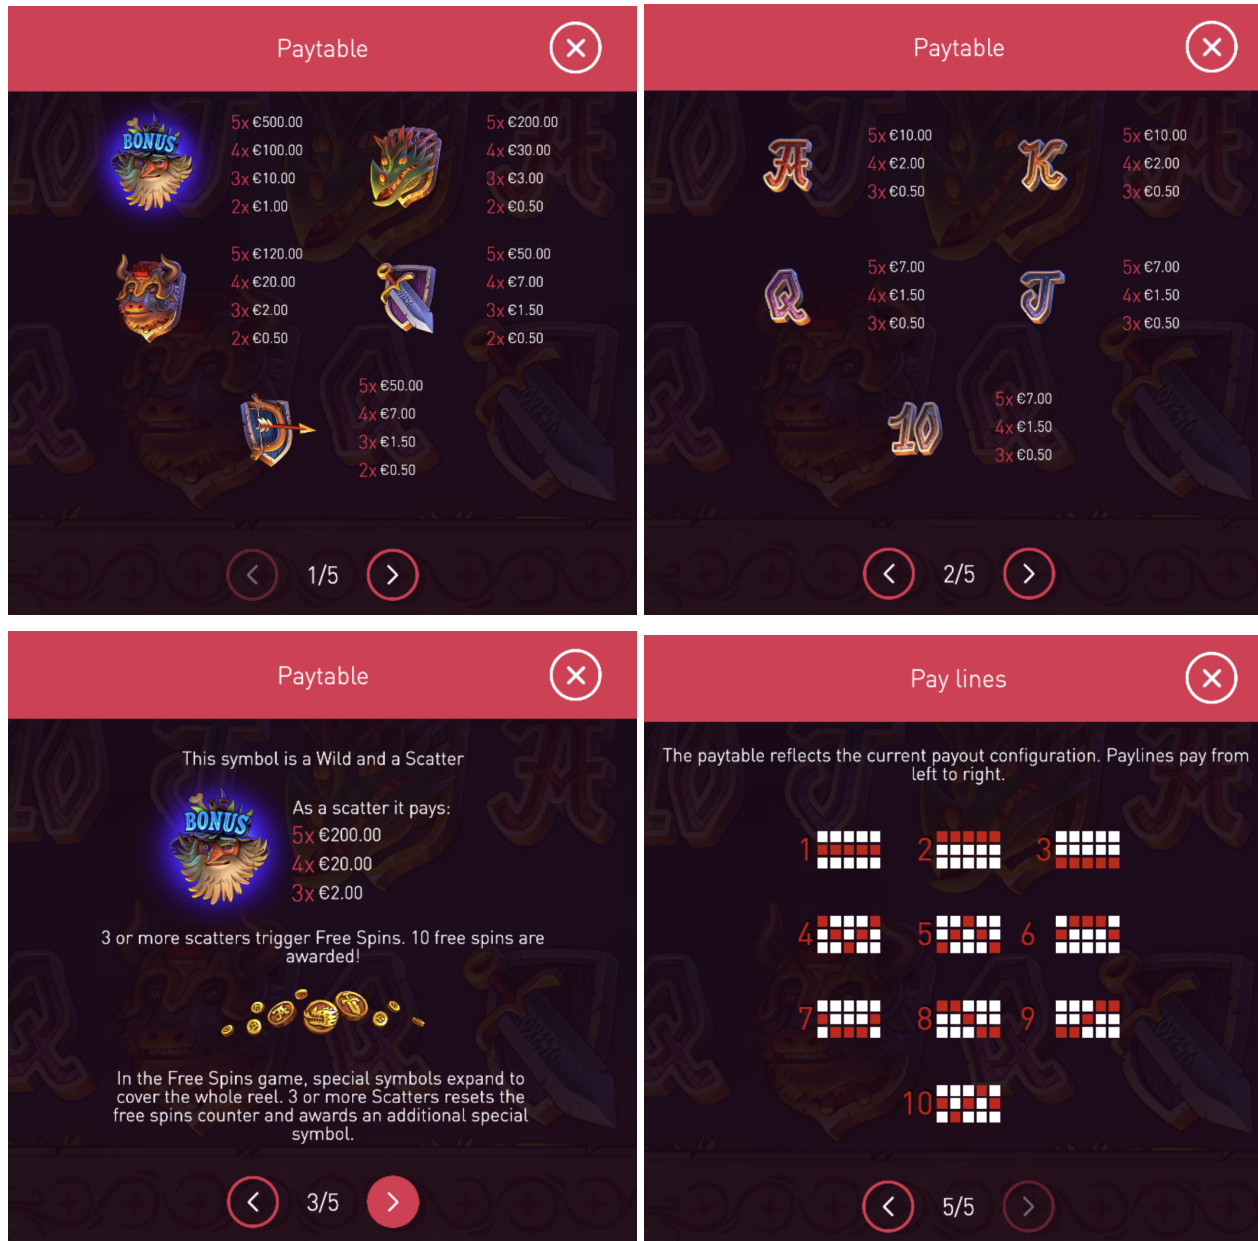 Paytable
BONUS
5x €500.00
4x €100.00
3x €10.00
2x €1.00
5x €200.00
4x €30.00
3x €3.00
2x €0.50
5x €120.00
4x €20.00
3x €2.00
2x €0.50
5x €50.00
4x €7.00
3x €1.50
2x €0.50
5x €50.00
4x €7.00
3x €1.50
2x €0.50
1/5
Paytable
A
5x €10.00
4x €2.00
3x €0.50
K
5x €10.00
4x €2.00
3x €0.50
Q
5x €7.00
4x €1.50
3x €0.50
J
5x €7.00
4x €1.50
3x €0.50
10
5x €7.00
4x €1.50
3x €0.50
2/5
Paytable
This symbol is a Wild and a Scatter
BONUS
As a scatter it pays:
5x €200.00
4x €20.00
3x €2.00
3 or more scatters trigger Free Spins. 10 free spins are
awarded!
In the Free Spins game, special symbols expand to
cover the whole reel. 3 or more Scatters resets the
free spins counter and awards an additional special
symbol.
3/5
Pay lines
The paytable reflects the current payout configuration. Paylines pay from
left to right.
1 2 3
4 5 6
7 8 9
10
5/5